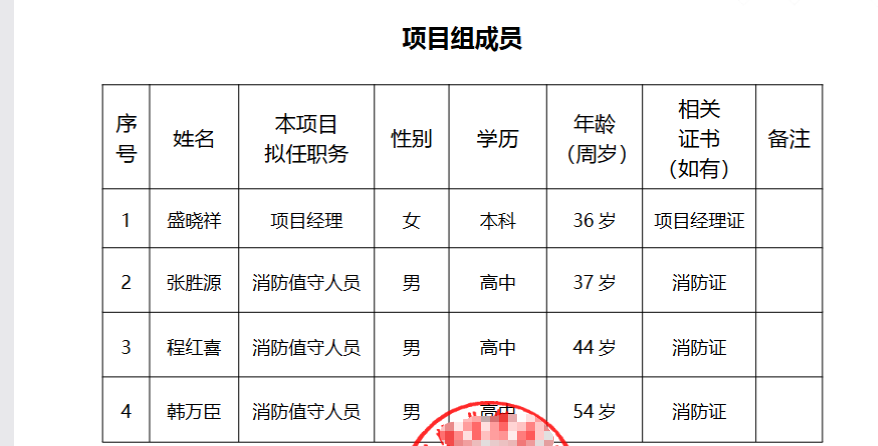 项目组成员
序号 姓名 本项目拟任职务 性别 学历 年龄（周岁） 相关证书（如有） 备注
1 盛晓祥 项目经理 女 本科 36 岁 项目经理证
2 张胜源 消防值守人员 男 高中 37 岁 消防证
3 程红喜 消防值守人员 男 高中 44 岁 消防证
4 韩万臣 消防值守人员 男 高中 54 岁 消防证